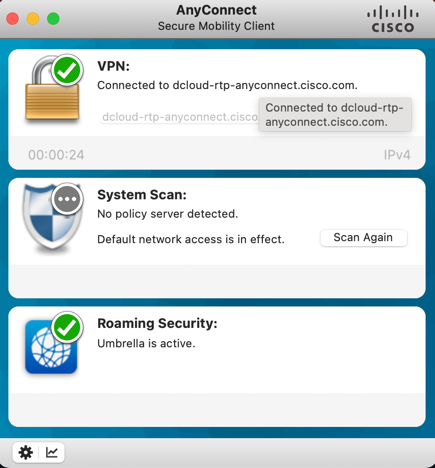 AnyConnect
Secure Mobility Client
CISCO
VPN:
Connected to dcloud-rtp-anyconnect.cisco.com.
dcloud-rtp-anyconnect.cisco
Connected to dcloud-rtp-
anyconnect.cisco.com.
00:00:24
IPv4
System Scan:
No policy server detected.
Default network access is in effect.
Scan Again
Roaming Security:
Umbrella is active.